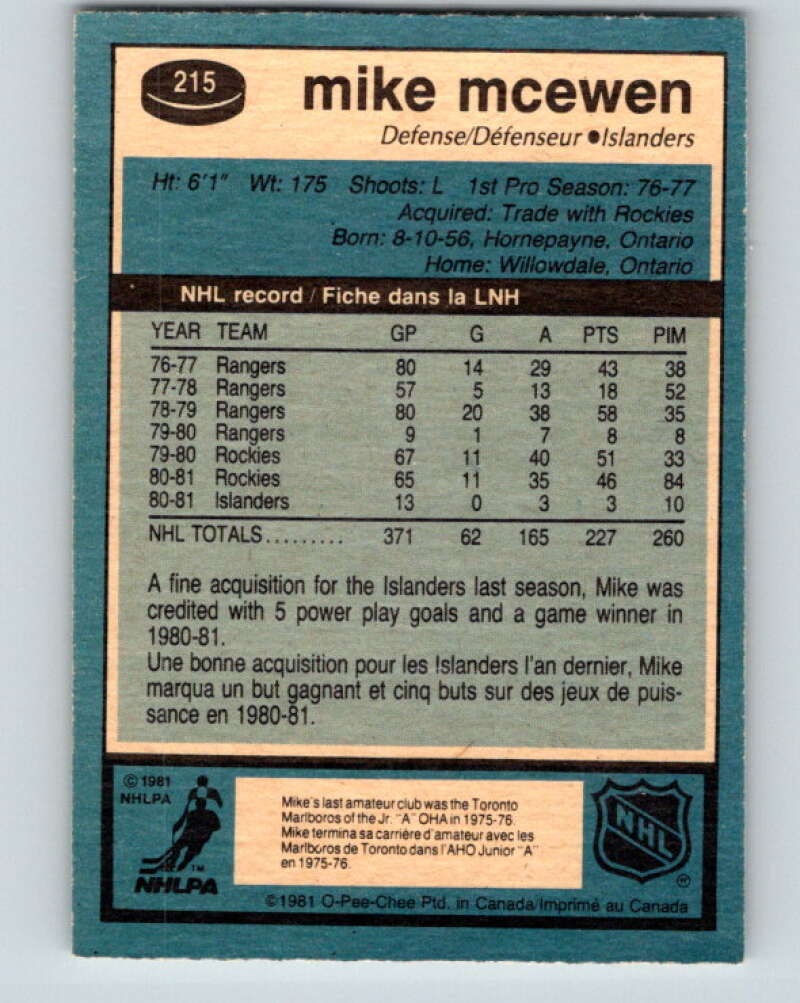 215
mike mcewen
Defense/Défenseur ●Islanders
Ht: 6'1" Wt: 175 Shoots: L 1st Pro Season: 76-77
Acquired: Trade with Rockies
Born: 8-10-56, Hornepayne, Ontario
Home: Willowdale, Ontario
NHL record / Fiche dans la LNH
YEAR TEAM GP G A PTS PIM
76-77 Rangers 80 14 29 43 38
77-78 Rangers 57 5 13 18 52
78-79 Rangers 80 20 38 58 35
79-80 Rangers 9 1 7 8 8
79-80 Rockies 67 11 40 51 33
80-81 Rockies 65 11 35 46 84
80-81 Islanders 13 0 3 3 10
NHL TOTALS......... 371 62 165 227 260
A fine acquisition for the Islanders last season, Mike was
credited with 5 power play goals and a game winner in
1980-81.
Une bonne acquisition pour les Islanders l'an dernier, Mike
marqua un but gagnant et cinq buts sur des jeux de puis-
sance en 1980-81.
© 1981
NHLPA
TM
NHLPA
Mike's last amateur club was the Toronto
Marlboros of the Jr. "A" OHA in 1975-76.
Mike termina sa carrière d'amateur avec les
Marlboros de Toronto dans l'AHO Junior "A"
en 1975-76.
NHL
©1981 O-Pee-Chee Ptd. in Canada/Imprimé au Canada